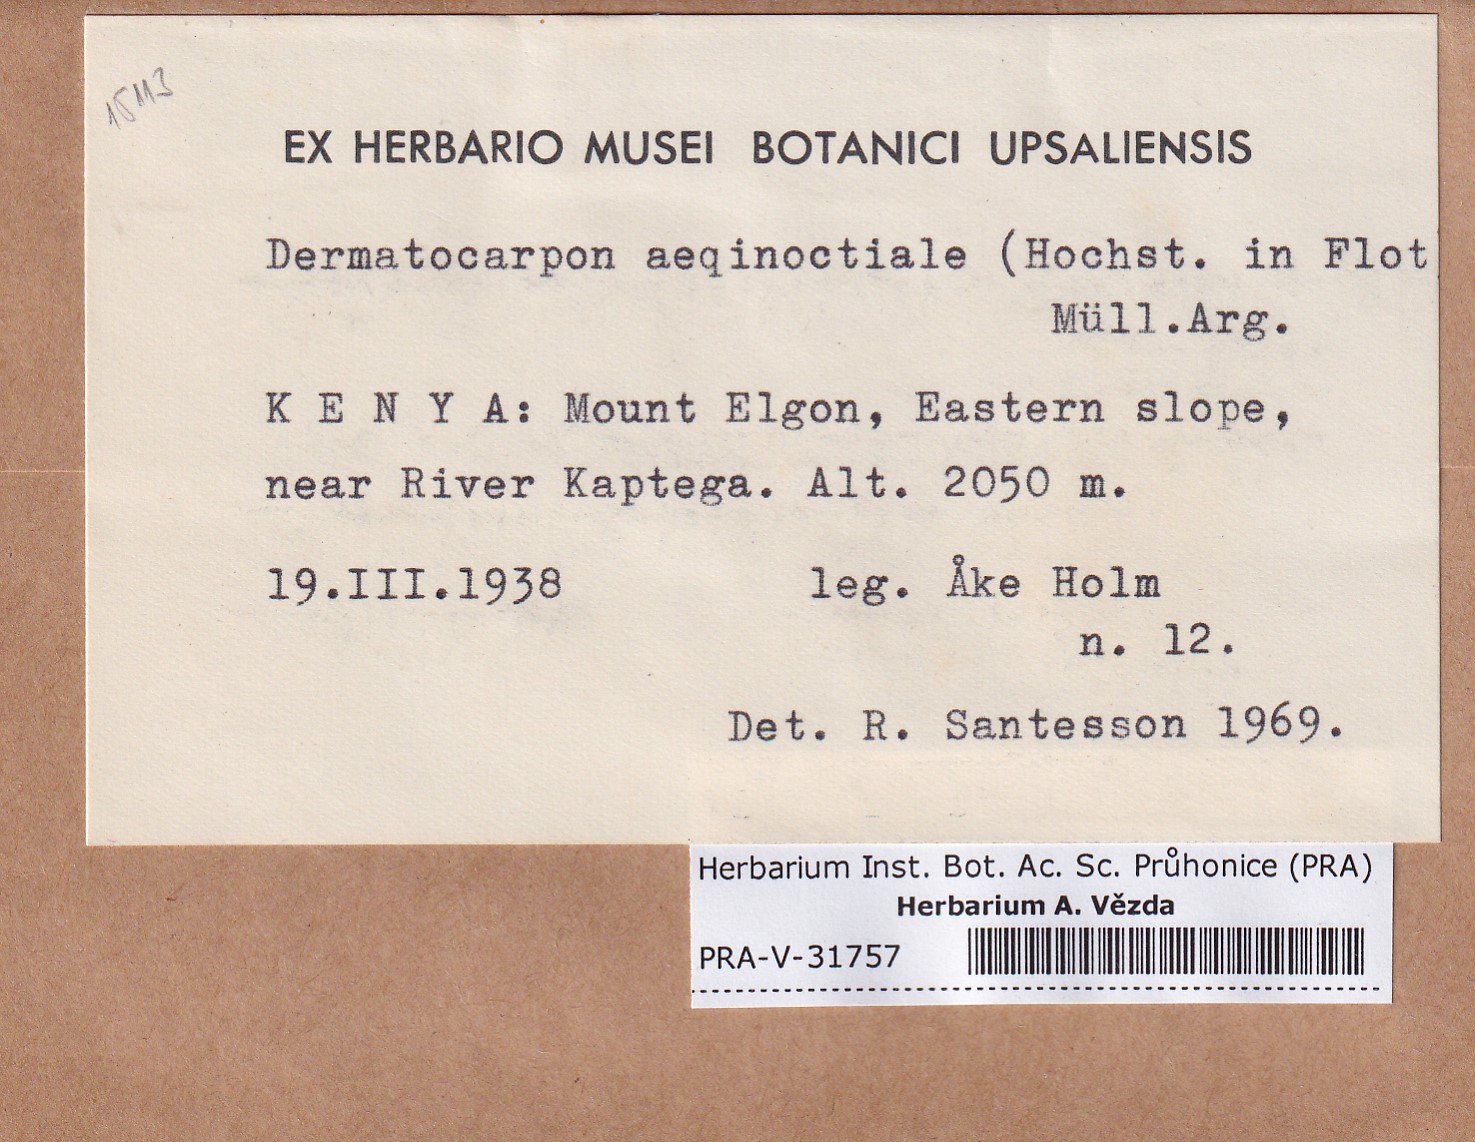 15113
EX HERBARIO MUSEI BOTANICI UPSALIENSIS
Dermatocarpon aeqinoctiale (Hochst. in Flot
Müll.Arg.
K E N Y A: Mount Elgon, Eastern slope,
near River Kaptega. Alt. 2050 m.
19.III.1938 leg. Åke Holm
n. 12.
Det. R. Santesson 1969.
Herbarium Inst. Bot. Ac. Sc. Průhonice (PRA)
Herbarium A. Vězda
PRA-V-31757